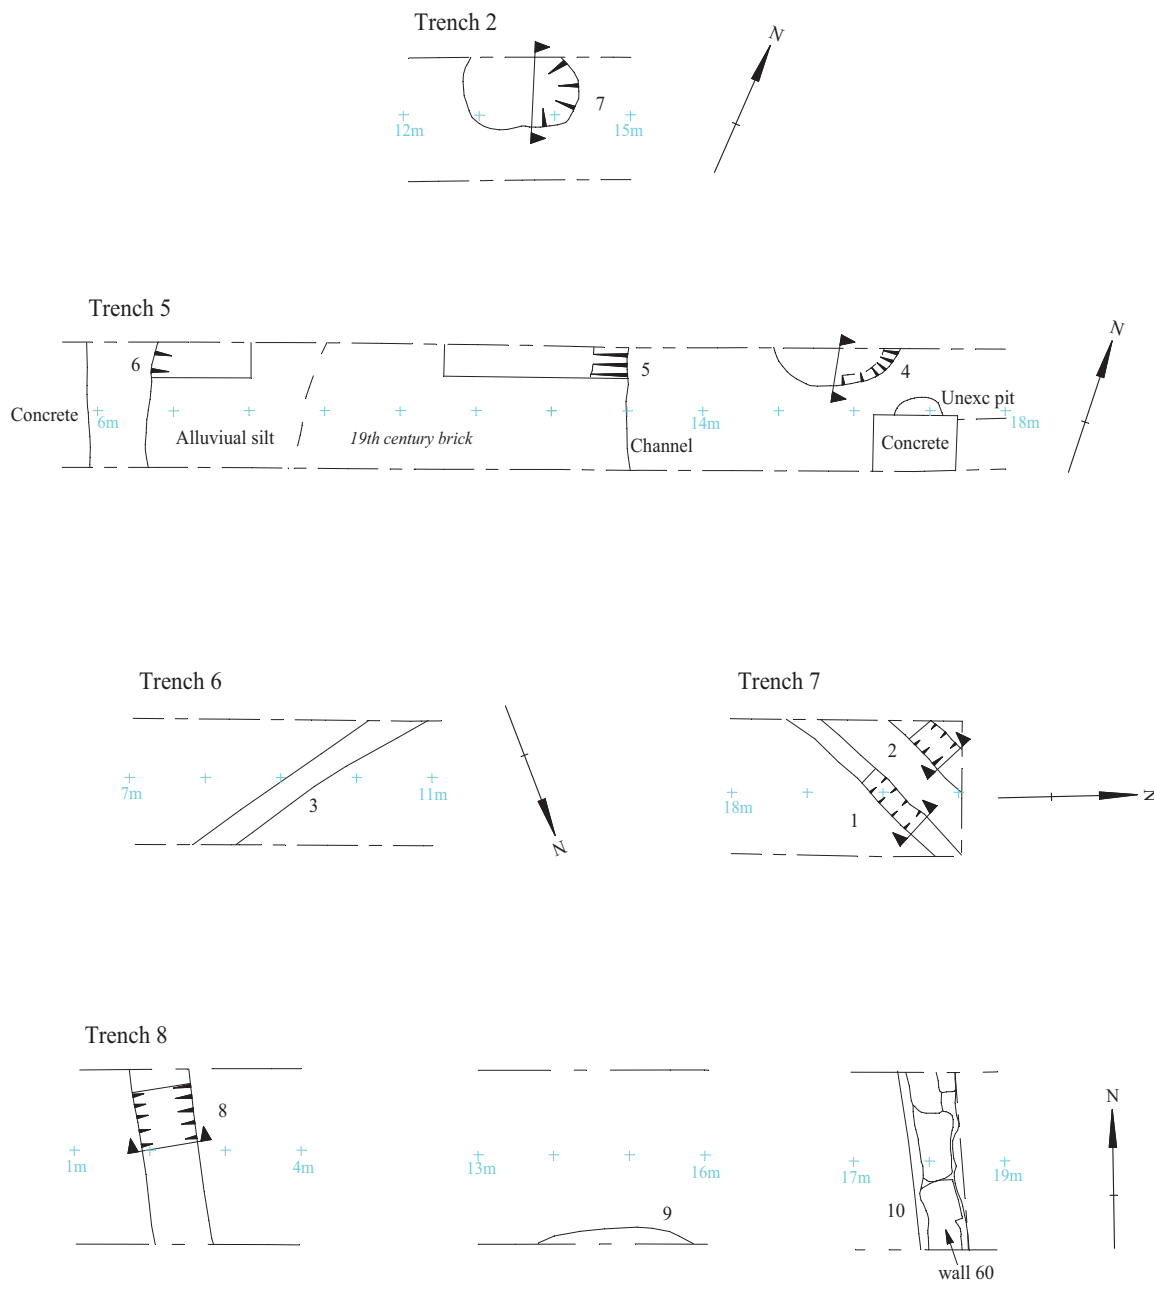 Trench 2
N
7
12m
15m
Trench 5
N
6
5
4
Unexc pit
Concrete
6m
14m
18m
Alluviual silt
19th century brick
Channel
Concrete
Trench 6
Trench 7
7m
11m
3
N
2
18m
1
N
Trench 8
8
1m
4m
13m
16m
9
17m
19m
10
wall 60
N